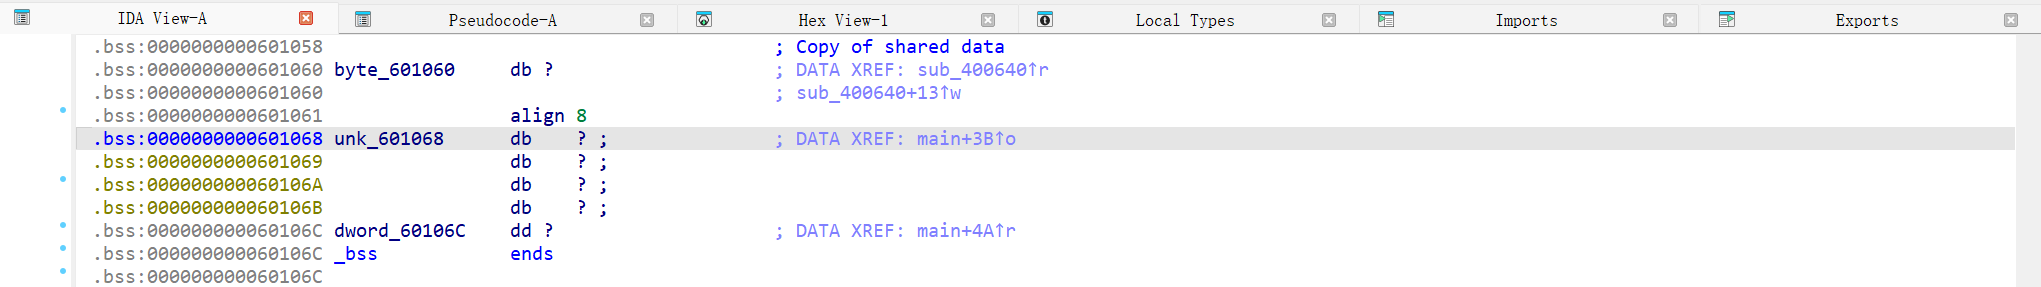 IDA View-A Pseudocode-A Hex View-1 Local Types Imports Exports
.bss:0000000000601058 ; Copy of shared data
.bss:0000000000601060 byte_601060 db ? ; DATA XREF: sub_400640↑r
.bss:0000000000601060 ; sub_400640+13↑w
.bss:0000000000601061 align 8
.bss:0000000000601068 unk_601068 db ? ; ; DATA XREF: main+3B↑o
.bss:0000000000601069 db ? ;
.bss:000000000060106A db ? ;
.bss:000000000060106B db ? ;
.bss:000000000060106C dword_60106C dd ? ; DATA XREF: main+4A↑r
.bss:000000000060106C _bss ends
.bss:000000000060106C